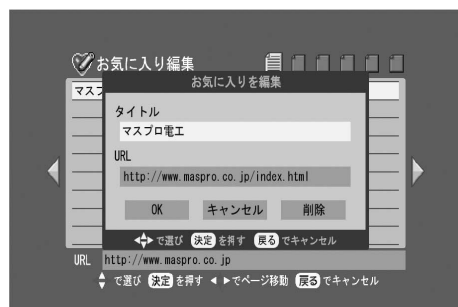 お気に入り編集
マスプ
お気に入りを編集
タイトル
マスプロ電工
URL
http://www.maspro.co.jp/index.html
OK キャンセル 削除
で選び 決定 を押す 戻る でキャンセル
URL http://www.maspro.co.jp
で選び 決定 を押す ◀ ▶でページ移動 戻る でキャンセル